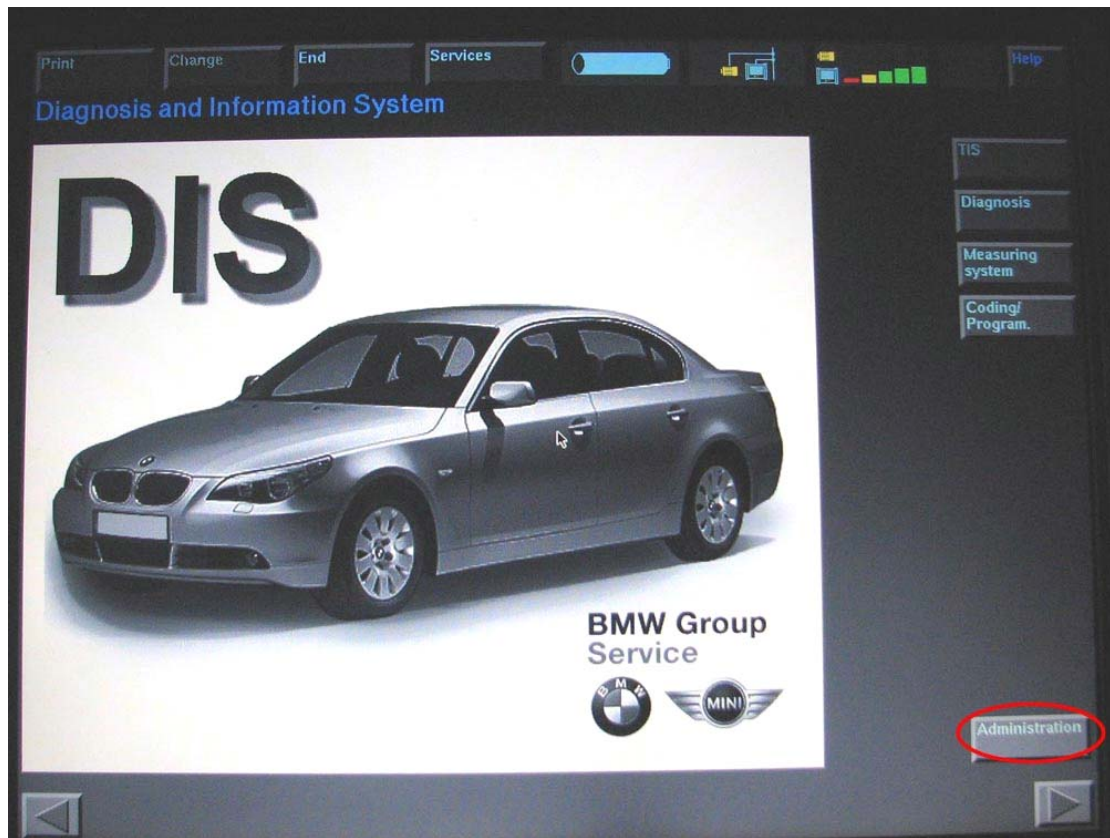 Print
Change
End
Services
Help
Diagnosis and Information System
DIS
TIS
Diagnosis
Measuring
system
Coding/
Program.
BMW Group
Service
BMW
MINI
Administration